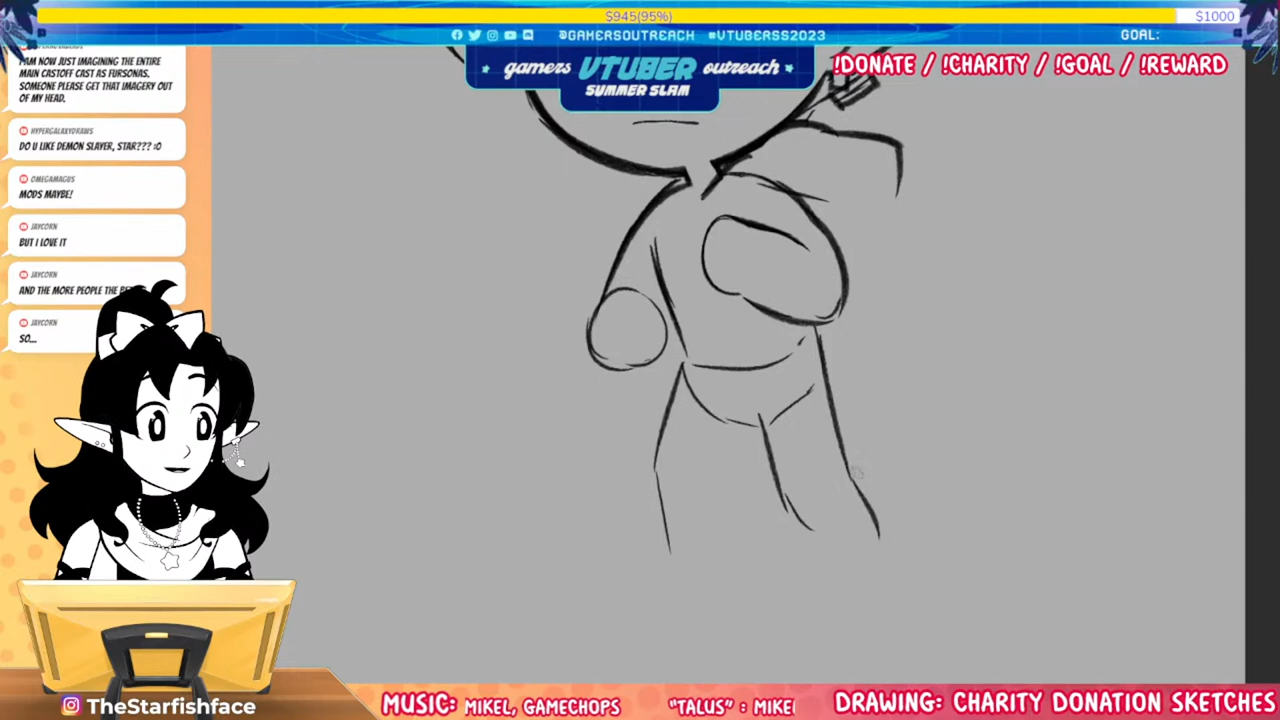 $945(95%)
$1000
@GAMERSOUTREACH #VTUBERSS2023
GOAL:
gamers VTUBER outreach
SUMMER SLAM
!DONATE / !CHARITY / !GOAL / !REWARD
AM NOW JUST IMAGINING THE ENTIRE
MAIN CASTOFF CAST AS FURSONAS.
SOMEONE PLEASE GET THAT IMAGERY OUT
OF MY HEAD.
HYPERGALAXYDRAWS
DO U LIKE DEMON SLAYER, STAR??? :O
OMEGAMAGUS
MODS MAYBE!
JAYCORN
BUT I LOVE IT
JAYCORN
AND THE MORE PEOPLE THE
JAYCORN
SO...
TheStarfishface
MUSIC: MIKEL, GAMECHOPS "TALUS" : MIKE
DRAWING: CHARITY DONATION SKETCHES